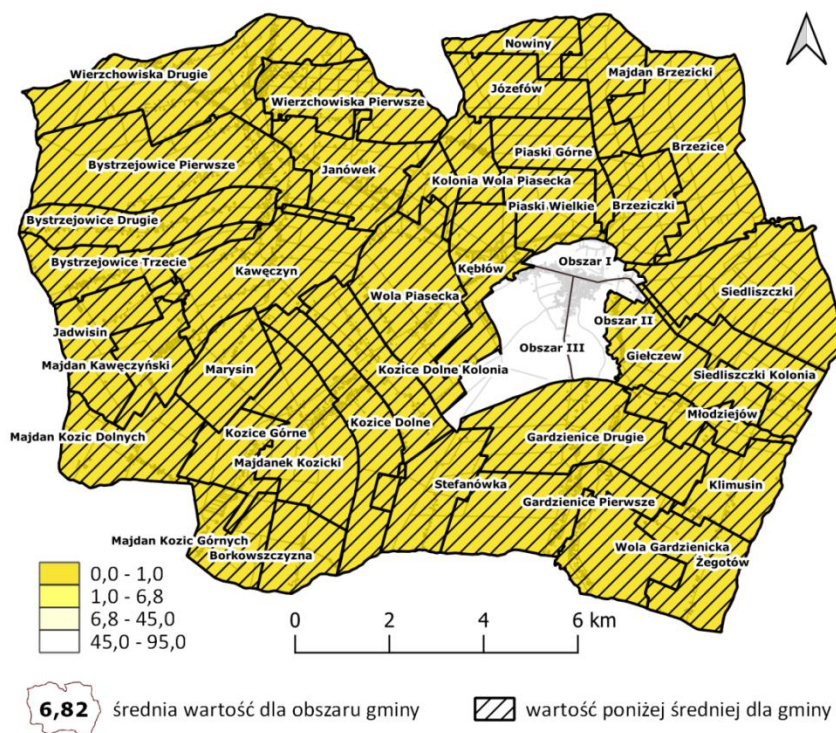 Nowiny
Wierzchowiska Drugie
Majdan Brzezicki
Józefów
Wierzchowiska Pierwsze
Brzezice
Piaski Górne
Bystrzejowice Pierwsze
Janówek
Kolonia Wola Piasecka
Brzeziczki
Piaski Wielkie
Bystrzejowice Drugie
Obszar I
Bystrzejowice Trzecie
Kawęczyn
Kębłów
Siedliszczki
Wola Piasecka
Obszar II
Jadwisin
Obszar III
Giełczew
Majdan Kawęczyński
Marysin
Kozice Dolne Kolonia
Siedliszczki Kolonia
Młodziejów
Kozice Dolne
Majdan Kozic Dolnych
Kozice Górne
Gardzienice Drugie
Majdanek Kozicki
Stefanówka
Klimusin
Gardzienice Pierwsze
Majdan Kozic Górnych
Wola Gardzienicka
Borkowszczyzna
Żegotów
0,0 - 1,0
1,0 - 6,8
6,8 - 45,0
45,0 - 95,0
0 2 4 6 km
6,82 średnia wartość dla obszaru gminy
wartość poniżej średniej dla gminy